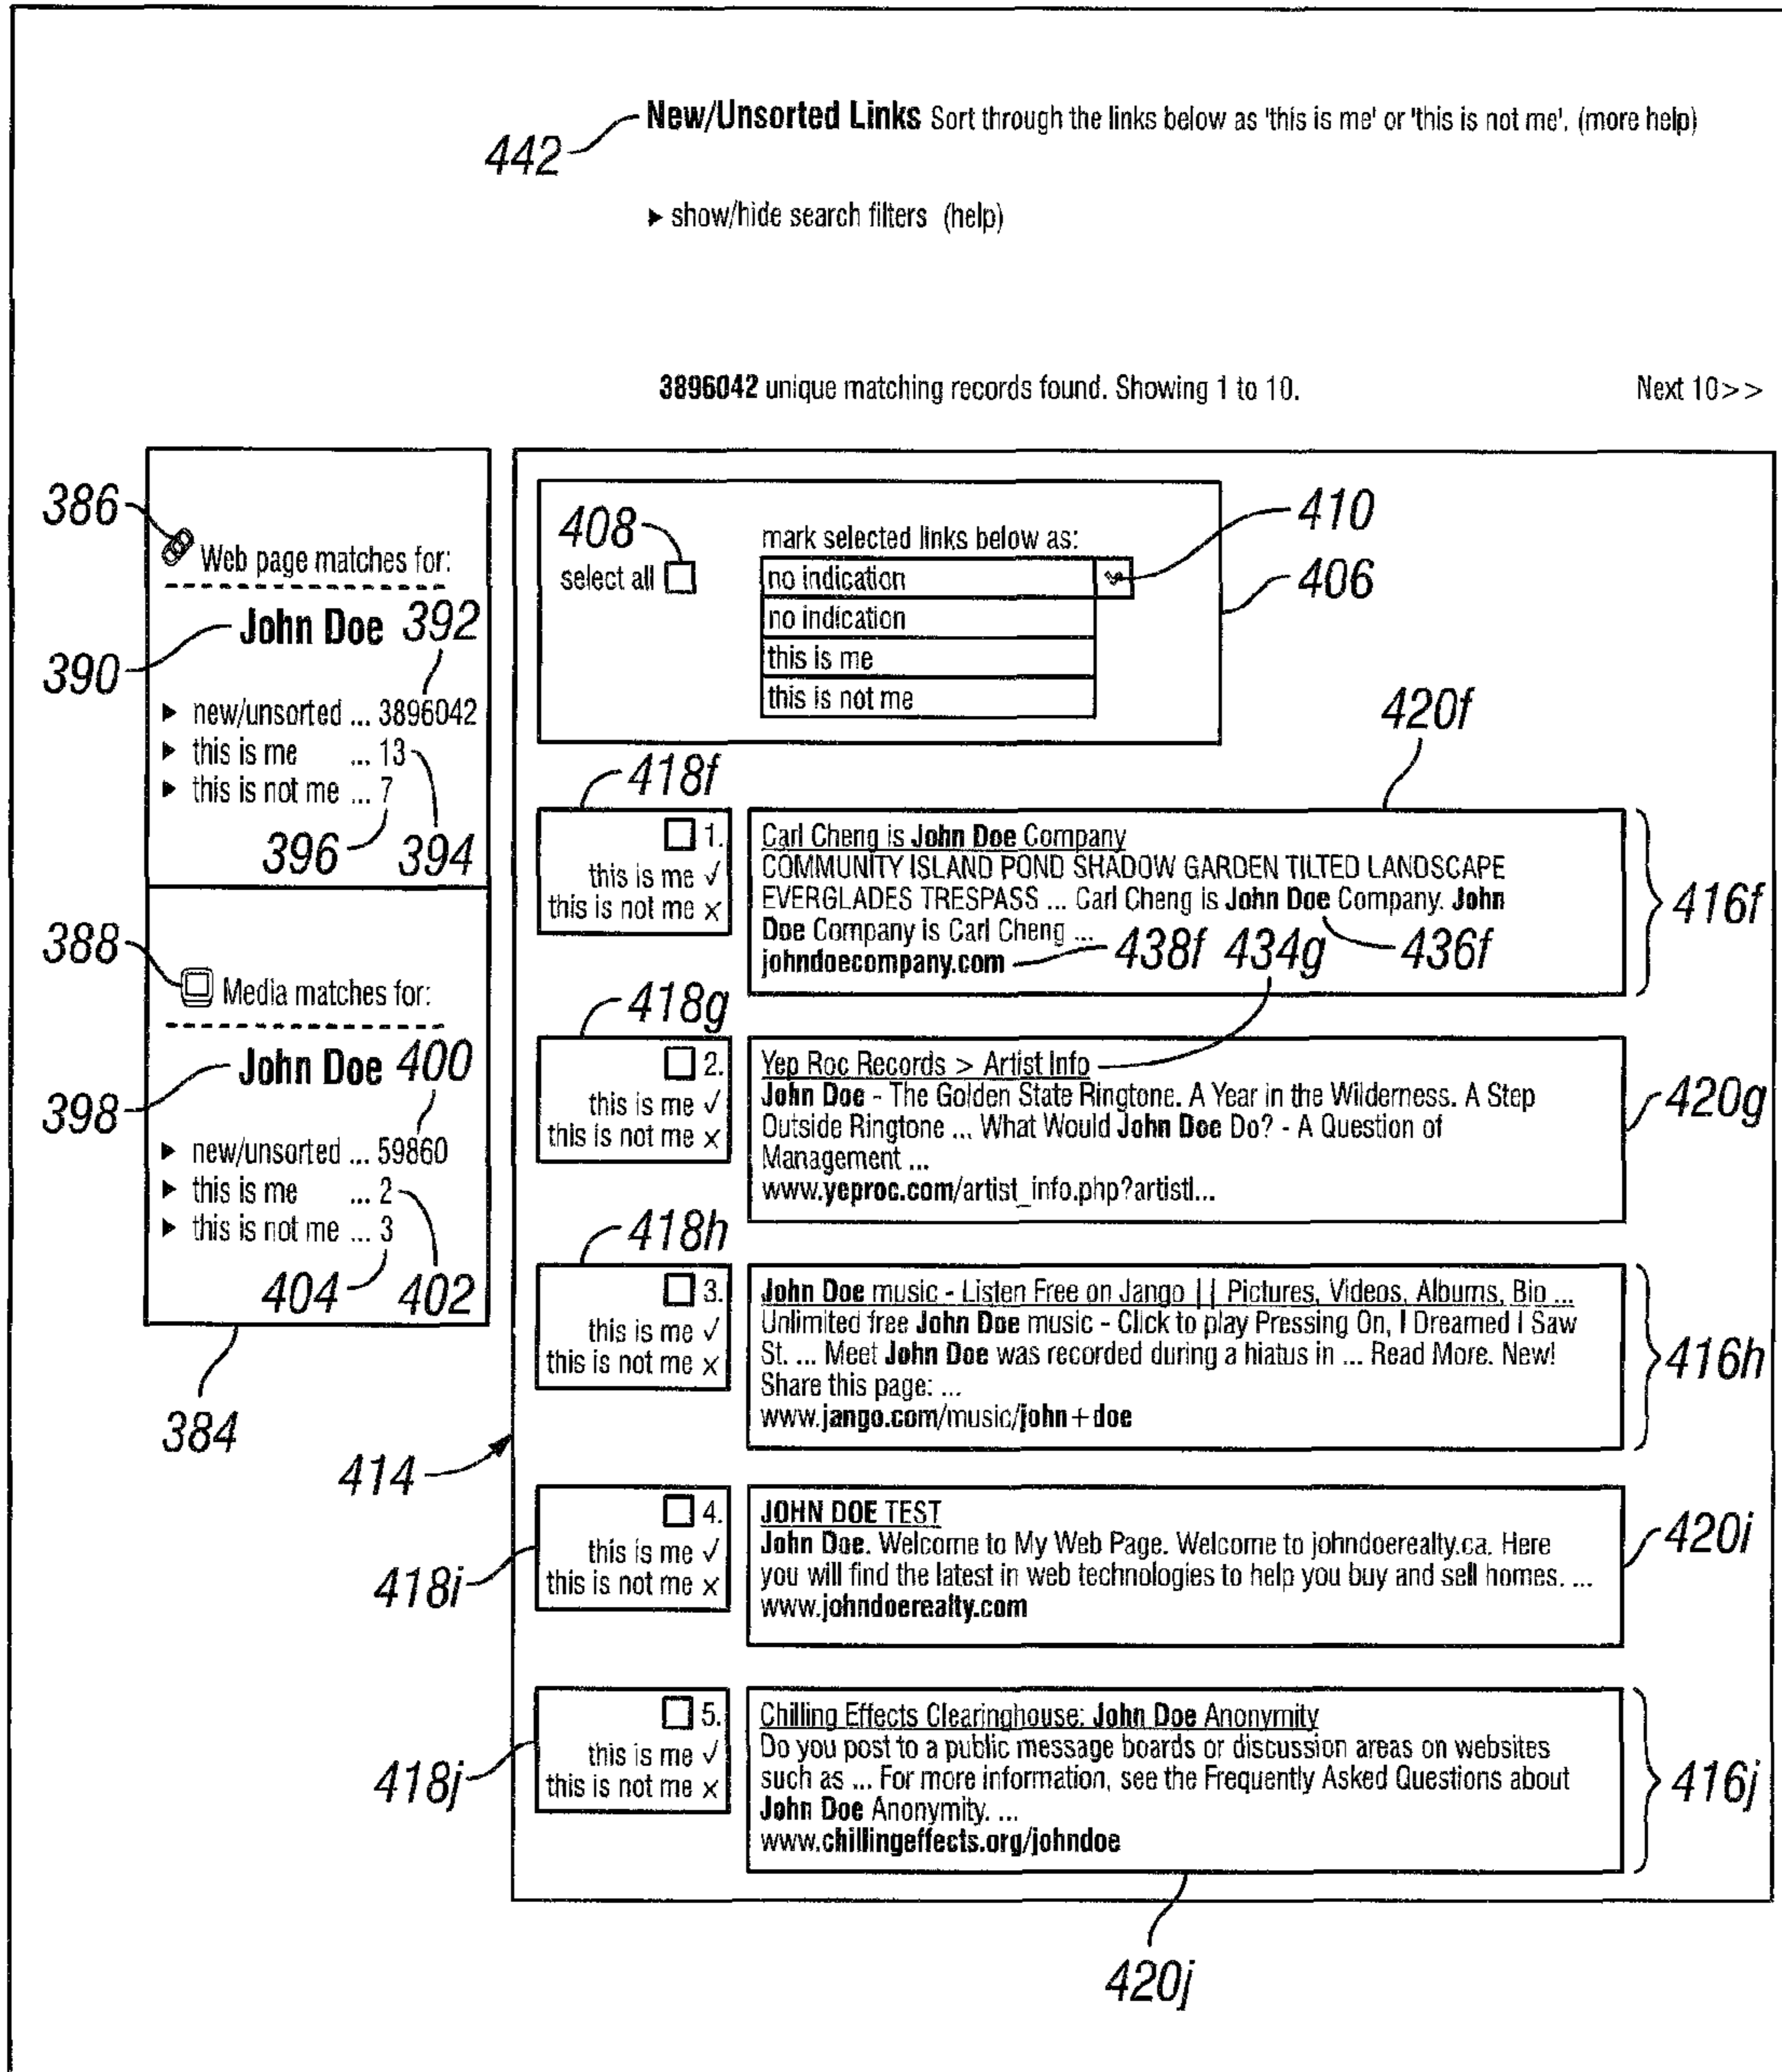 New/Unsorted Links Sort through the links below as 'this is me' or 'this is not me'. (more help)
442
▶ show/hide search filters (help)
3896042 unique matching records found. Showing 1 to 10.
Next 10>>
386
Web page matches for:
John Doe
392
390
▶ new/unsorted ... 3896042
▶ this is me ... 13
▶ this is not me ... 7
396
394
388
Media matches for:
John Doe
400
398
▶ new/unsorted ... 59860
▶ this is me ... 2
▶ this is not me ... 3
404
402
384
414
408
select all
mark selected links below as:
no indication
no indication
this is me
this is not me
410
406
418f
1.
this is me ✓
this is not me x
420f
Carl Cheng is John Doe Company
COMMUNITY ISLAND POND SHADOW GARDEN TILTED LANDSCAPE
EVERGLADES TRESPASS ... Carl Cheng is John Doe Company. John
Doe Company is Carl Cheng ...
johndoecompany.com
438f
434g
436f
416f
418g
2.
this is me ✓
this is not me x
Yep Roc Records > Artist Info
John Doe - The Golden State Ringtone. A Year in the Wilderness. A Step
Outside Ringtone ... What Would John Doe Do? - A Question of
Management ...
www.yeproc.com/artist_info.php?artistI...
420g
418h
3.
this is me ✓
this is not me x
John Doe music - Listen Free on Jango || Pictures, Videos, Albums, Bio ...
Unlimited free John Doe music - Click to play Pressing On, I Dreamed I Saw
St. ... Meet John Doe was recorded during a hiatus in ... Read More. New!
Share this page: ...
www.jango.com/music/john+doe
416h
4.
this is me ✓
this is not me x
418i
JOHN DOE TEST
John Doe. Welcome to My Web Page. Welcome to johndoerealty.ca. Here
you will find the latest in web technologies to help you buy and sell homes. ...
www.johndoerealty.com
420i
5.
this is me ✓
this is not me x
418j
Chilling Effects Clearinghouse: John Doe Anonymity
Do you post to a public message boards or discussion areas on websites
such as ... For more information, see the Frequently Asked Questions about
John Doe Anonymity. ...
www.chillingeffects.org/johndoe
416j
420j